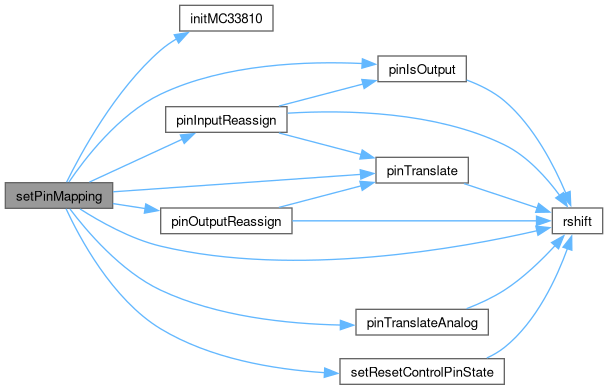 initMC33810
pinIsOutput
pinInputReassign
pinTranslate
setPinMapping
pinOutputReassign
rshift
pinTranslateAnalog
setResetControlPinState